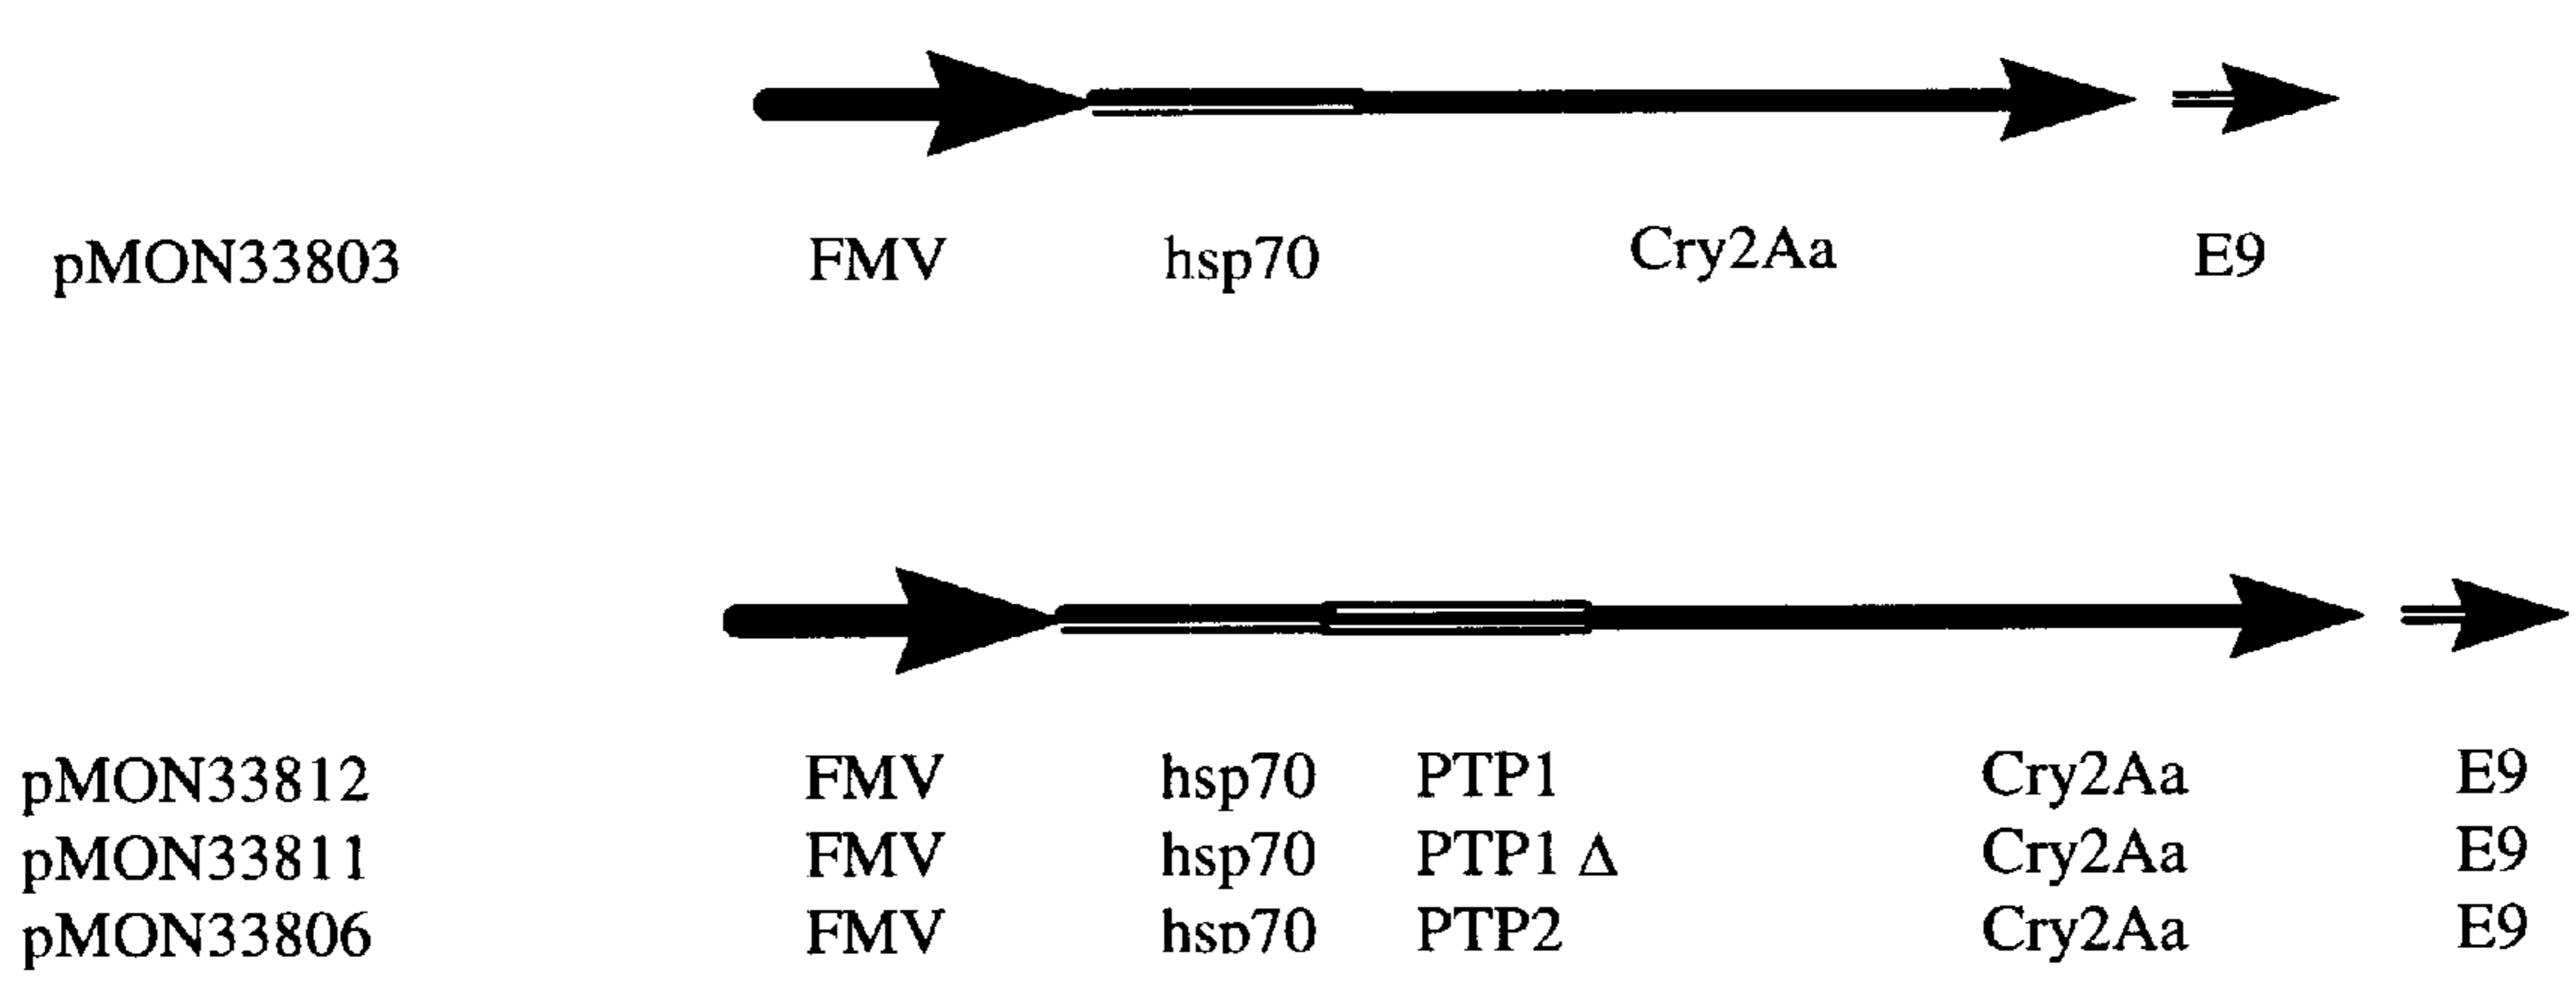 pMON33803 FMV hsp70 Cry2Aa E9
pMON33812 FMV hsp70 PTP1 Cry2Aa E9
pMON33811 FMV hsp70 PTP1 Δ Cry2Aa E9
pMON33806 FMV hsp70 PTP2 Cry2Aa E9